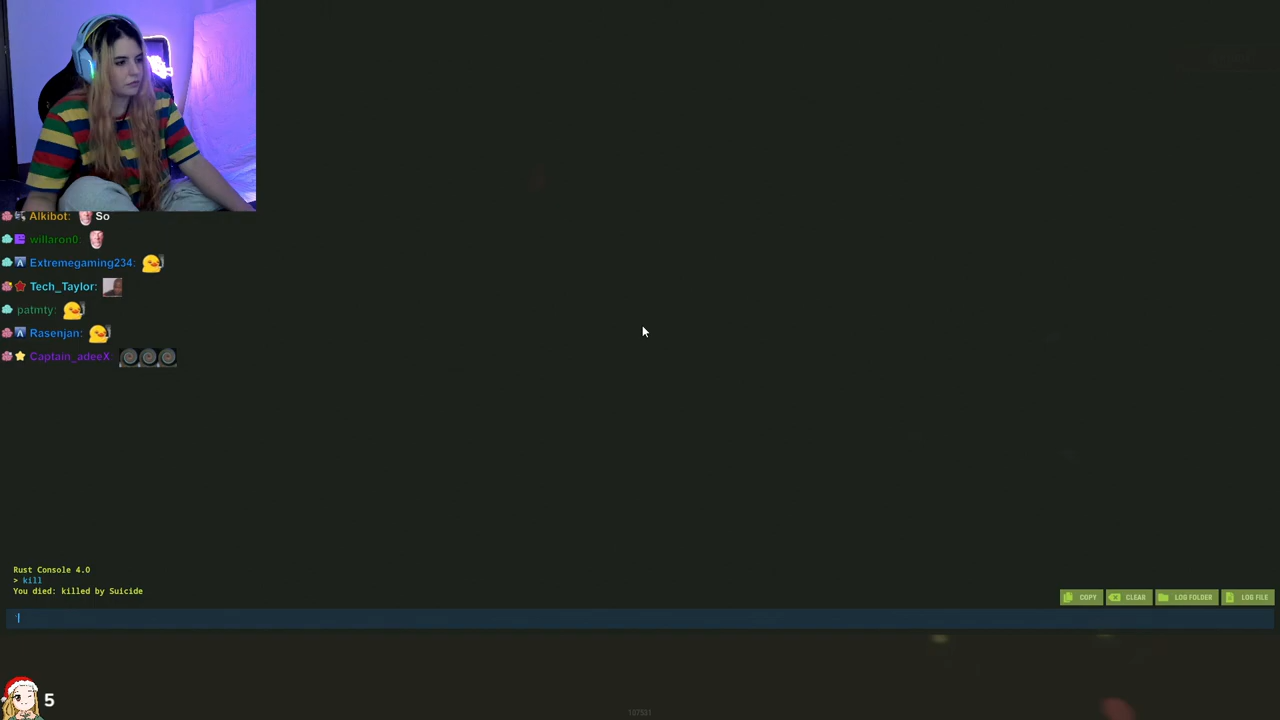 Alkibot: So
willaron0:
Extremegaming234:
Tech_Taylor:
patmty:
Rasenjan:
Captain_adeeX
Rust Console 4.0
> kill
You died: killed by Suicide
COPY CLEAR LOG FOLDER LOG FILE
5